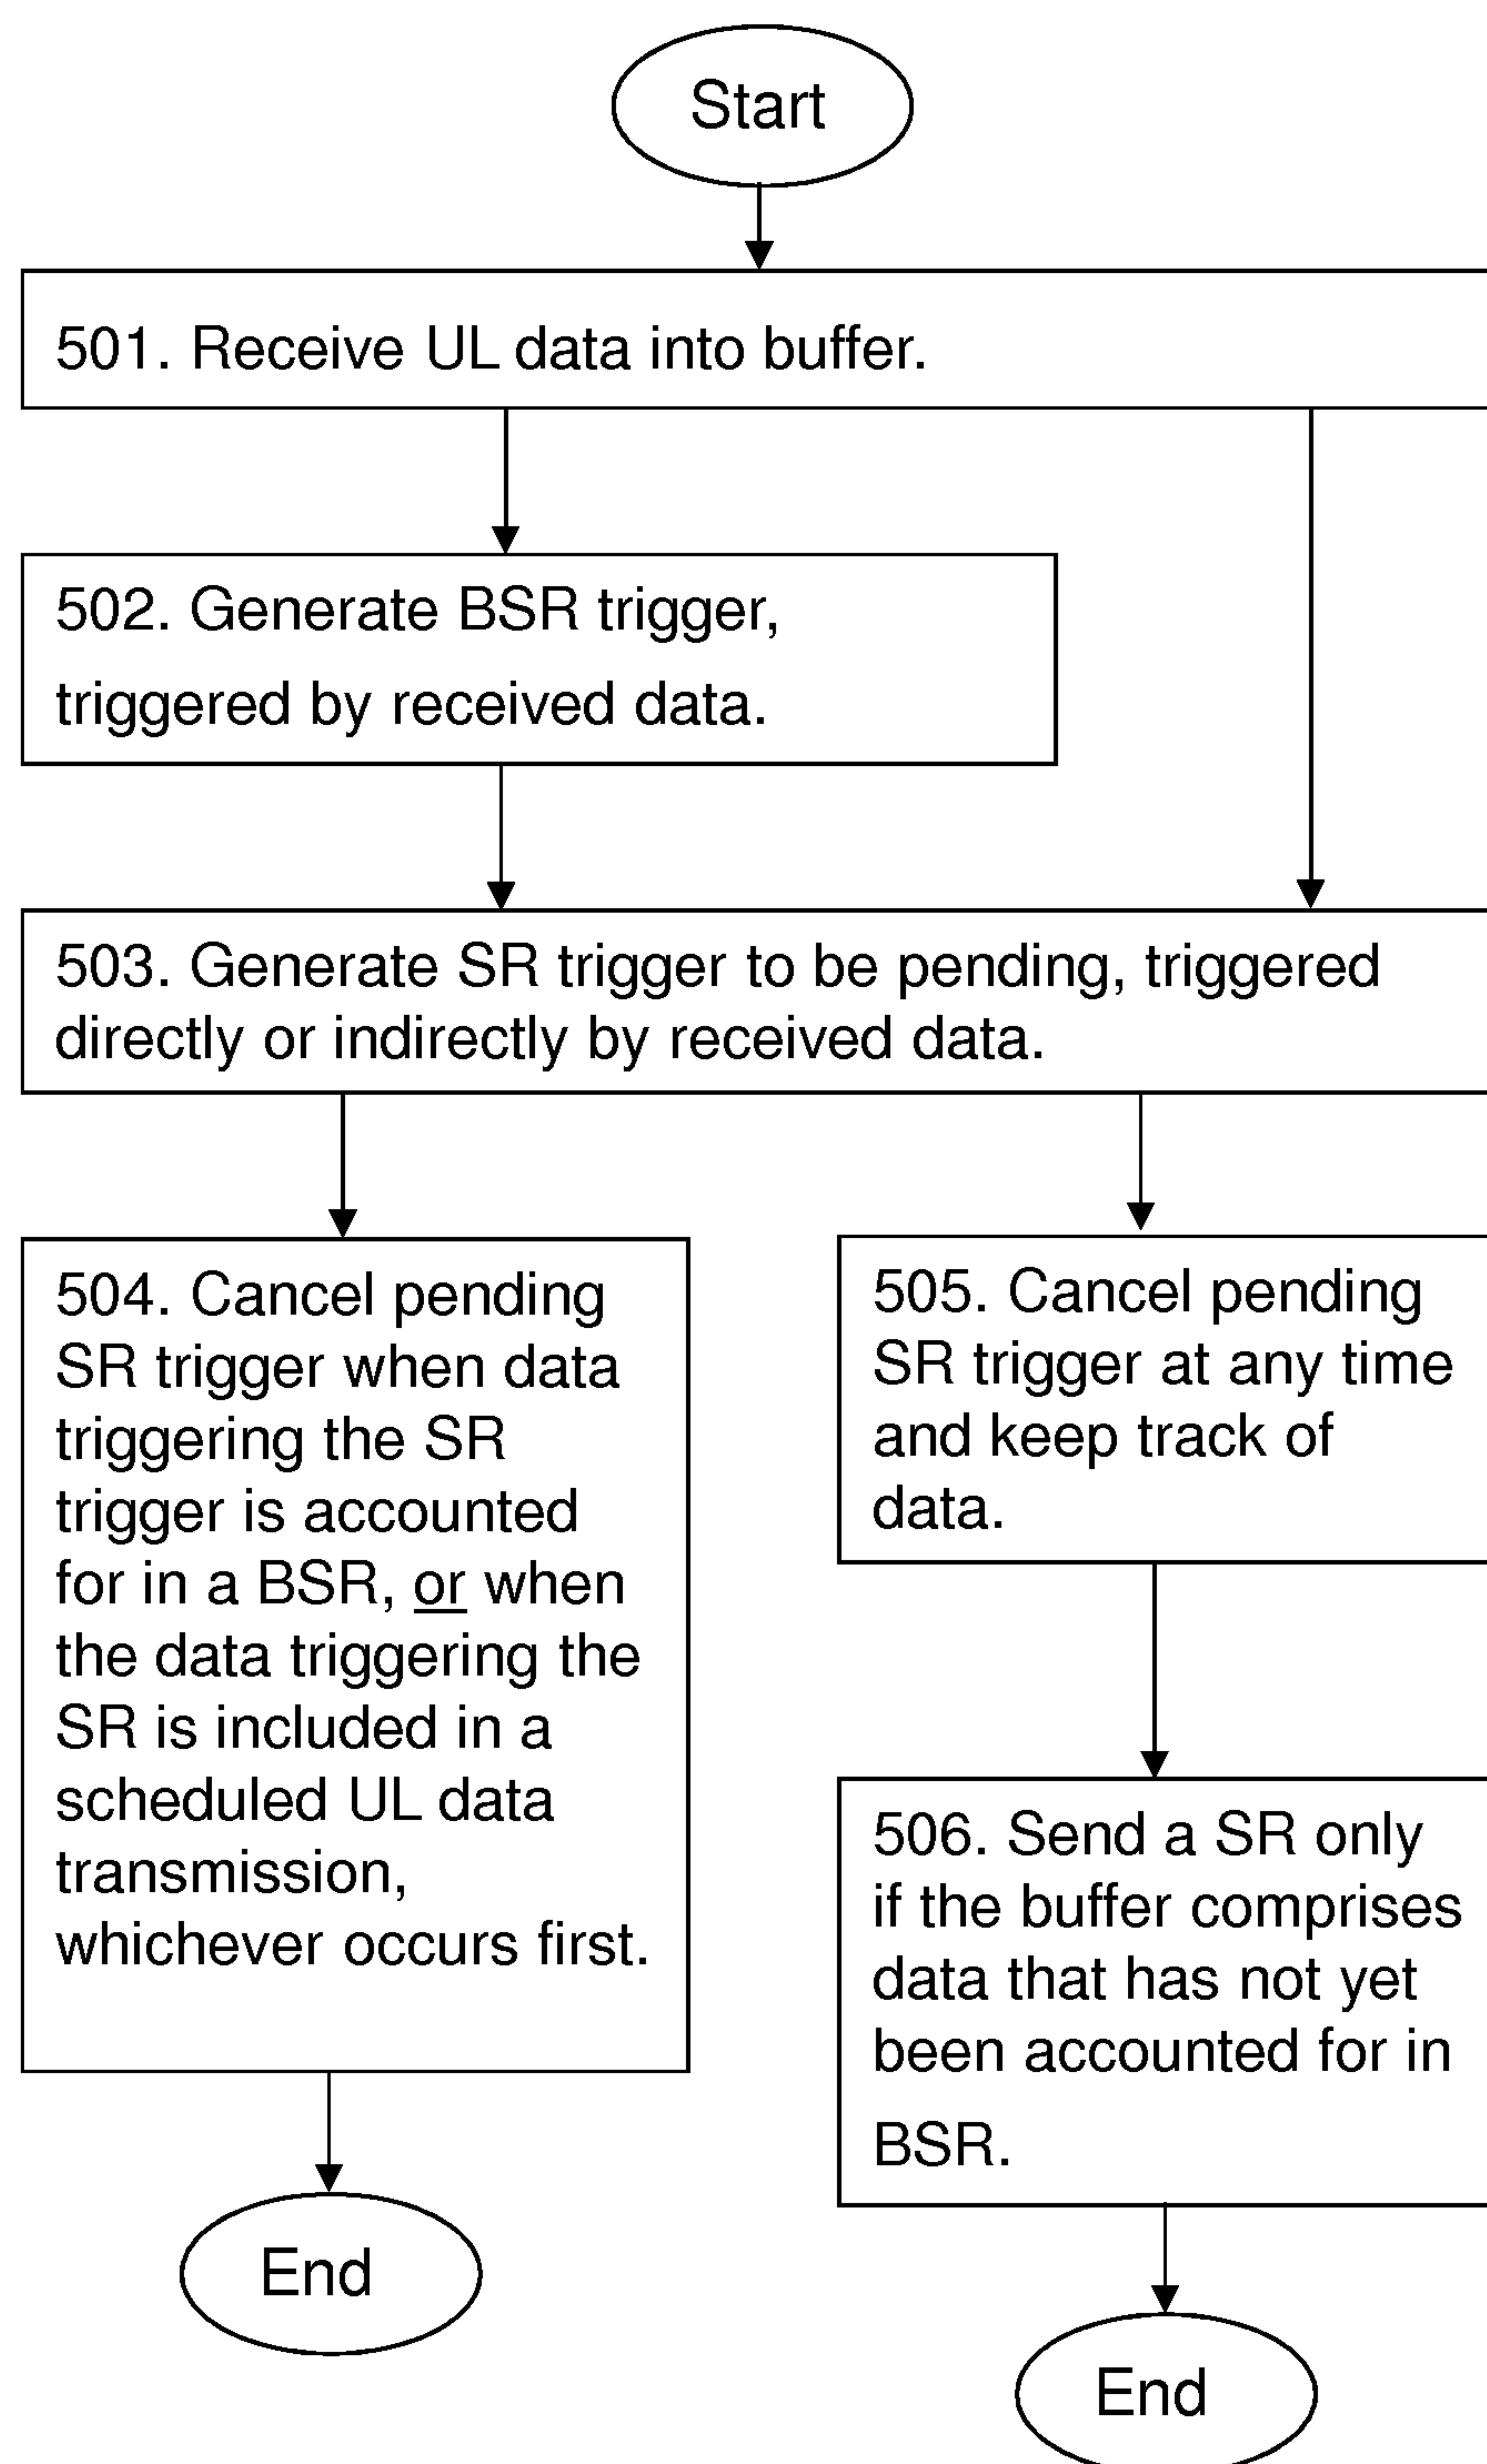 Start
501. Receive UL data into buffer.
502. Generate BSR trigger,
triggered by received data.
503. Generate SR trigger to be pending, triggered
directly or indirectly by received data.
504. Cancel pending
SR trigger when data
triggering the SR
trigger is accounted
for in a BSR, or when
the data triggering the
SR is included in a
scheduled UL data
transmission,
whichever occurs first.
End
505. Cancel pending
SR trigger at any time
and keep track of
data.
506. Send a SR only
if the buffer comprises
data that has not yet
been accounted for in
BSR.
End